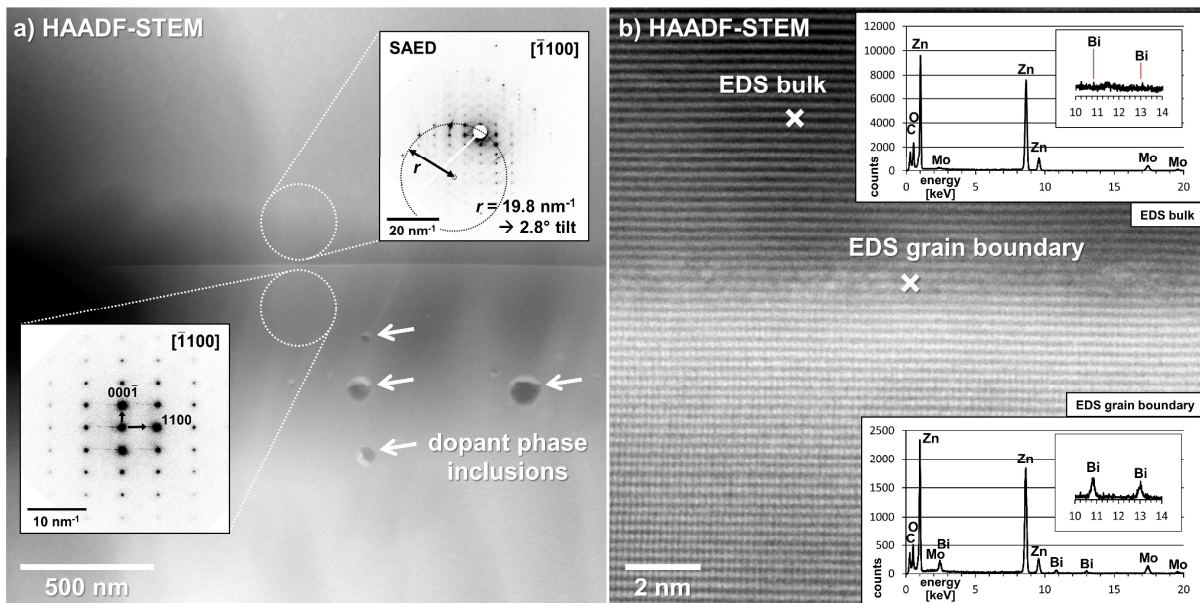 a) HAADF-STEM
SAED
[1̄100]
r
r = 19.8 nm⁻¹
→ 2.8° tilt
20 nm⁻¹
[1̄100]
0001̄
1100
10 nm⁻¹
dopant phase
inclusions
500 nm
b) HAADF-STEM
EDS bulk
EDS grain boundary
2 nm
12000
10000
8000
6000
4000
2000
0
counts
Zn
O
C
Mo
Zn
Zn
Mo
Mo
Bi
Bi
10 11 12 13 14
0 5 10 15 20
energy
[keV]
EDS bulk
EDS grain boundary
2500
2000
1500
1000
500
0
counts
Zn
O
C
Mo
Bi
Zn
Zn
Bi
Bi
Mo
Mo
Bi
Bi
10 11 12 13 14
0 5 10 15 20
energy
[keV]